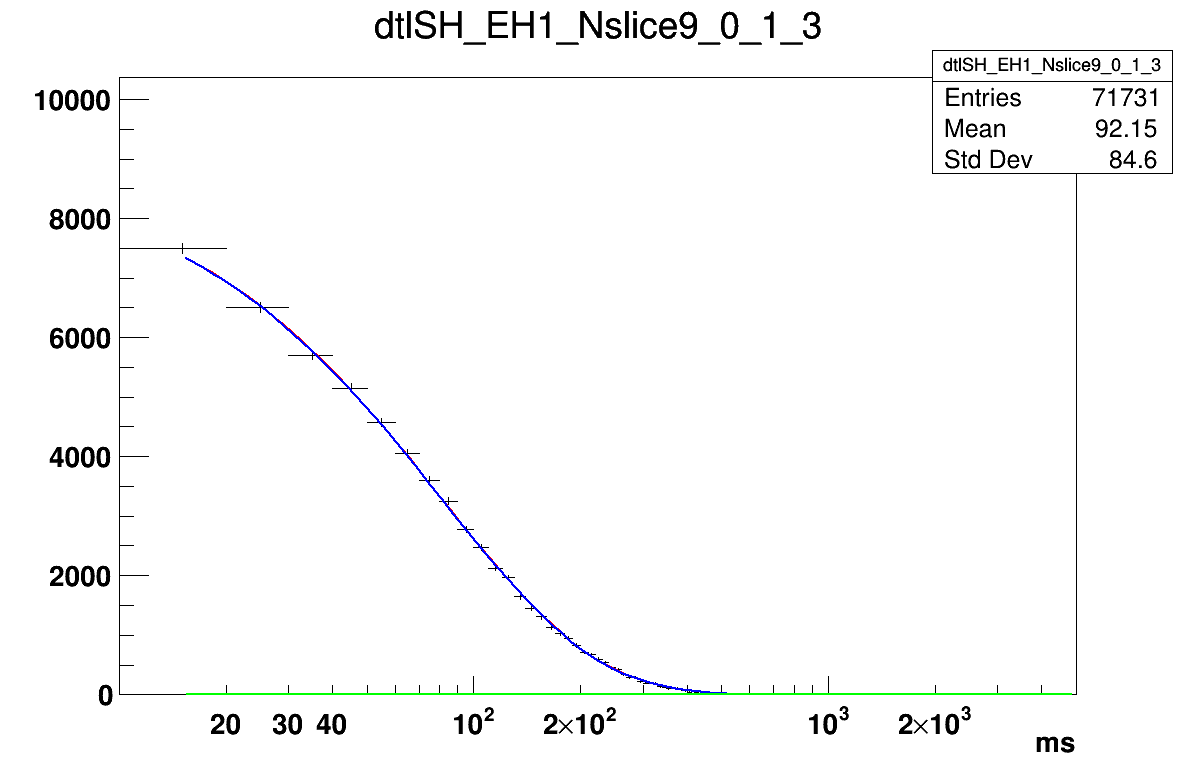 dtlSH_EH1_Nslice9_0_1_3
dtlSH_EH1_Nslice9_0_1_3
Entries 71731
Mean 92.15
Std Dev 84.6
10000
8000
6000
4000
2000
0
20 30 40 10² 2×10² 10³ 2×10³
ms